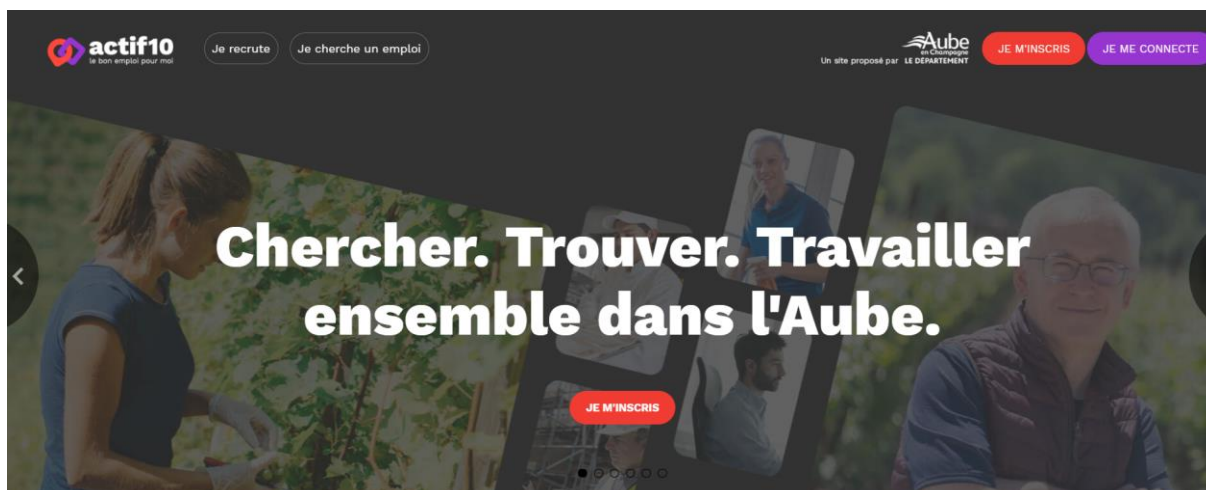 actif10
le bon emploi pour moi
Je recrute
Je cherche un emploi
Un site proposé par
Aube
en Champagne
LE DÉPARTEMENT
JE M'INSCRIS
JE ME CONNECTE
Chercher. Trouver. Travailler
ensemble dans l'Aube.
JE M'INSCRIS